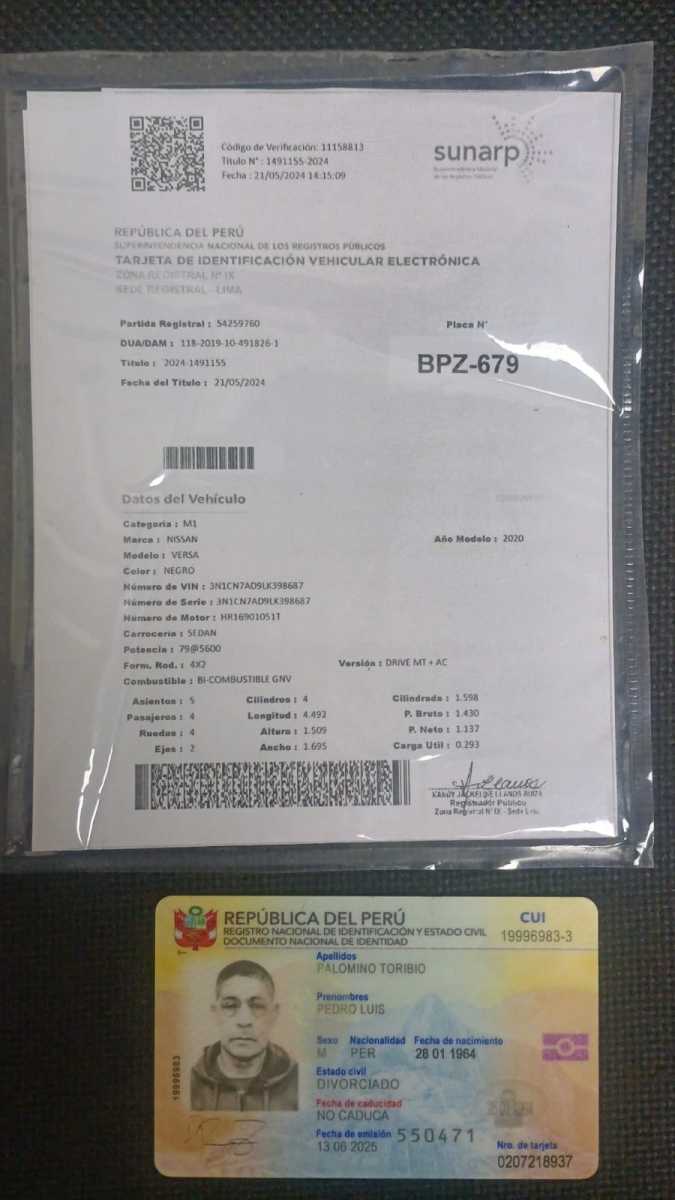 Código de Verificación: 11158813
Título N° : 1491155-2024
Fecha : 21/05/2024 14:15:09
sunarp
Superintendencia Nacional
de los Registros Públicos
REPÚBLICA DEL PERÚ
SUPERINTENDENCIA NACIONAL DE LOS REGISTROS PÚBLICOS
TARJETA DE IDENTIFICACIÓN VEHICULAR ELECTRÓNICA
ZONA REGISTRAL N° IX
SEDE REGISTRAL - LIMA
Partida Registral : 54259760
Placa N°
DUA/DAM : 118-2019-10-491826-1
Título : 2024-1491155
BPZ-679
Fecha del Título : 21/05/2024
Datos del Vehículo
Categoría : M1
Marca : NISSAN
Año Modelo : 2020
Modelo : VERSA
Color : NEGRO
Número de VIN : 3N1CN7AD9LK398687
Número de Serie : 3N1CN7AD9LK398687
Número de Motor : HR16901051T
Carrocería : SEDAN
Potencia : 79@5600
Form. Rod. : 4X2 Versión : DRIVE MT + AC
Combustible : BI-COMBUSTIBLE GNV
Asientos : 5 Cilindros : 4 Cilindrada : 1.598
Pasajeros : 4 Longitud : 4.492 P. Bruto : 1.430
Ruedas : 4 Altura : 1.509 P. Neto : 1.137
Ejes : 2 Ancho : 1.695 Carga Util : 0.293
Registrador Público
Zona Registral N° IX - Sede Lima
REPÚBLICA DEL PERÚ
REGISTRO NACIONAL DE IDENTIFICACIÓN Y ESTADO CIVIL
DOCUMENTO NACIONAL DE IDENTIDAD
CUI
19996983-3
Apellidos
PALOMINO TORIBIO
Prenombres
PEDRO LUIS
Sexo Nacionalidad Fecha de nacimiento
M PER 28 01 1964
Estado civil
DIVORCIADO
Fecha de caducidad
NO CADUCA
Fecha de emisión 550471
13 06 2025
Nro. de tarjeta
0207218937
19996983